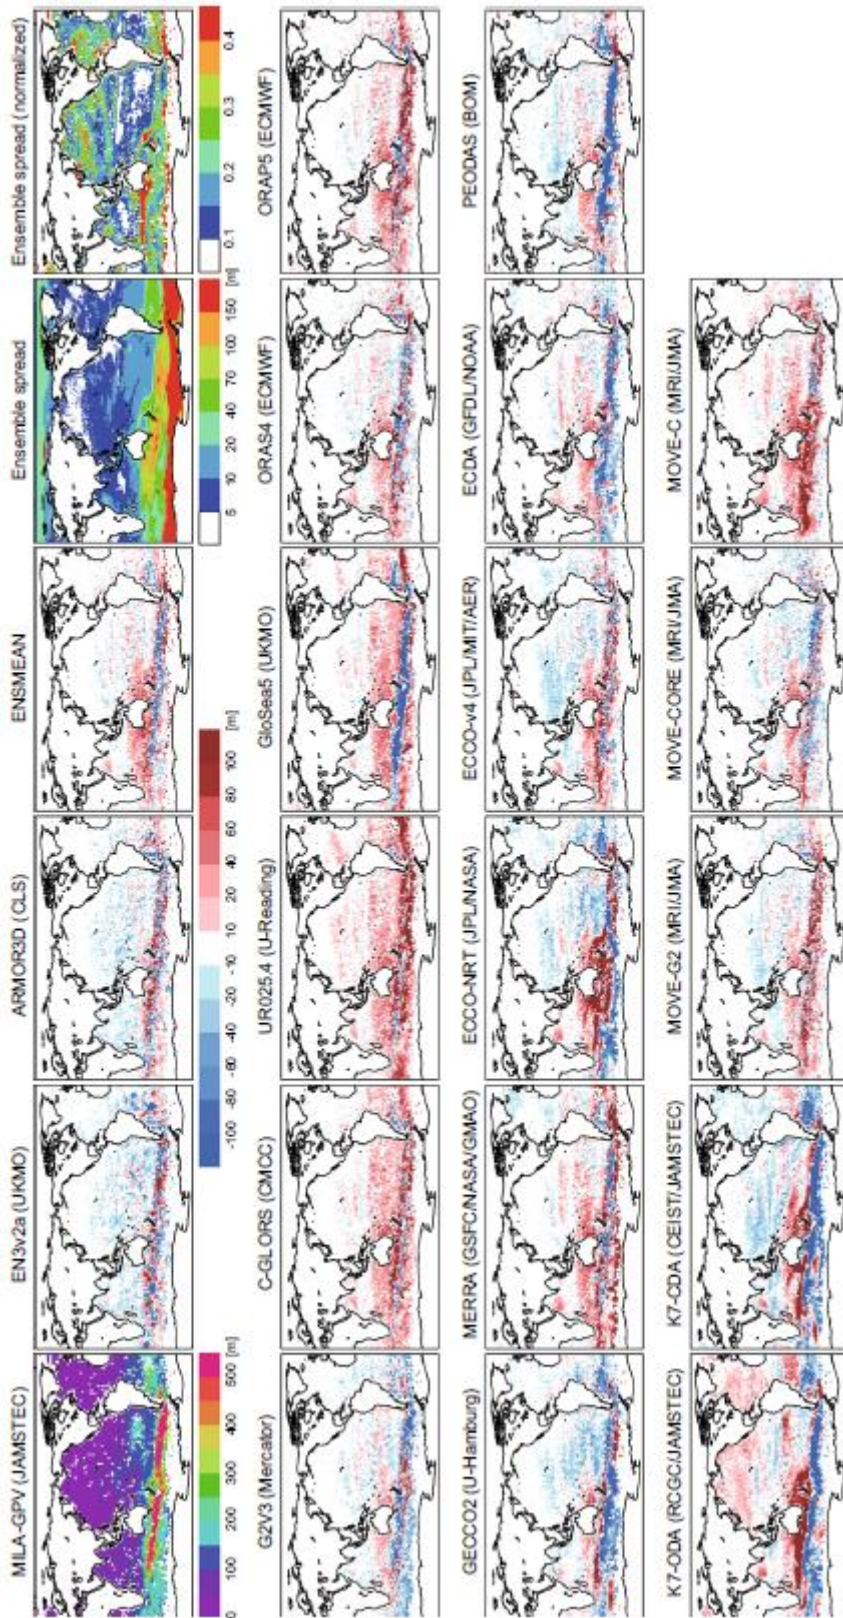 MILA-GPV (JAMSTEC) EN3v2a (UKMO) ARMOR3D (CLS) ENSMEAN Ensemble spread Ensemble spread (normalized)
0 100 200 300 400 500 [m] -100 -80 -60 -40 -20 -10 10 20 40 60 80 100 [m] 5 10 20 40 70 100 150 [m] 0.1 0.2 0.3 0.4
G2V3 (Mercator) C-GLORS (CMCC) UR025.4 (U-Reading) GloSea5 (UKMO) ORAS4 (ECMWF) ORAP5 (ECMWF)
GECCO2 (U-Hamburg) MERRA (GSFC/NASA/GMAO) ECCO-NRT (JPL/NASA) ECCO-v4 (JPL/MIT/AER) ECDA (GFDL/NOAA) PEODAS (BOM)
K7-ODA (RCGC/JAMSTEC) K7-ODA (CEIST/JAMSTEC) MOVE-G2 (MRI/JMA) MOVE-CORE (MRI/JMA) MOVE-C (MRI/JMA)